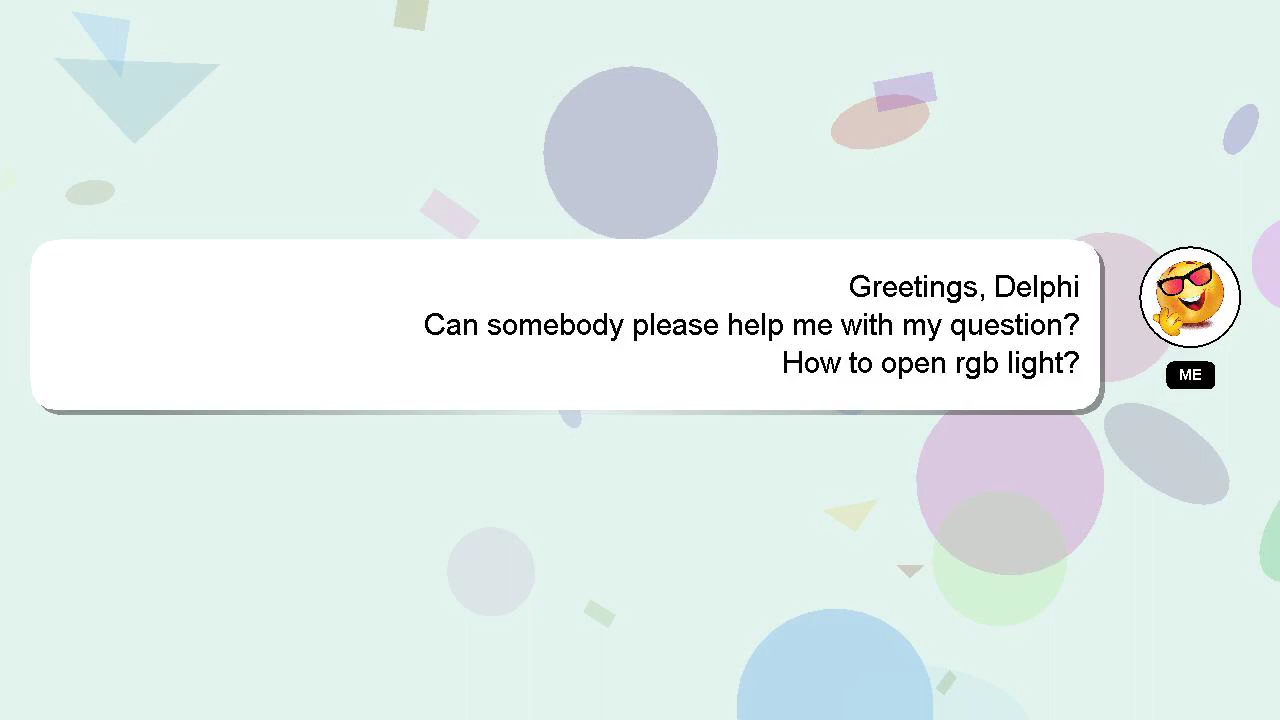 Greetings, Delphi
Can somebody please help me with my question?
How to open rgb light?
ME